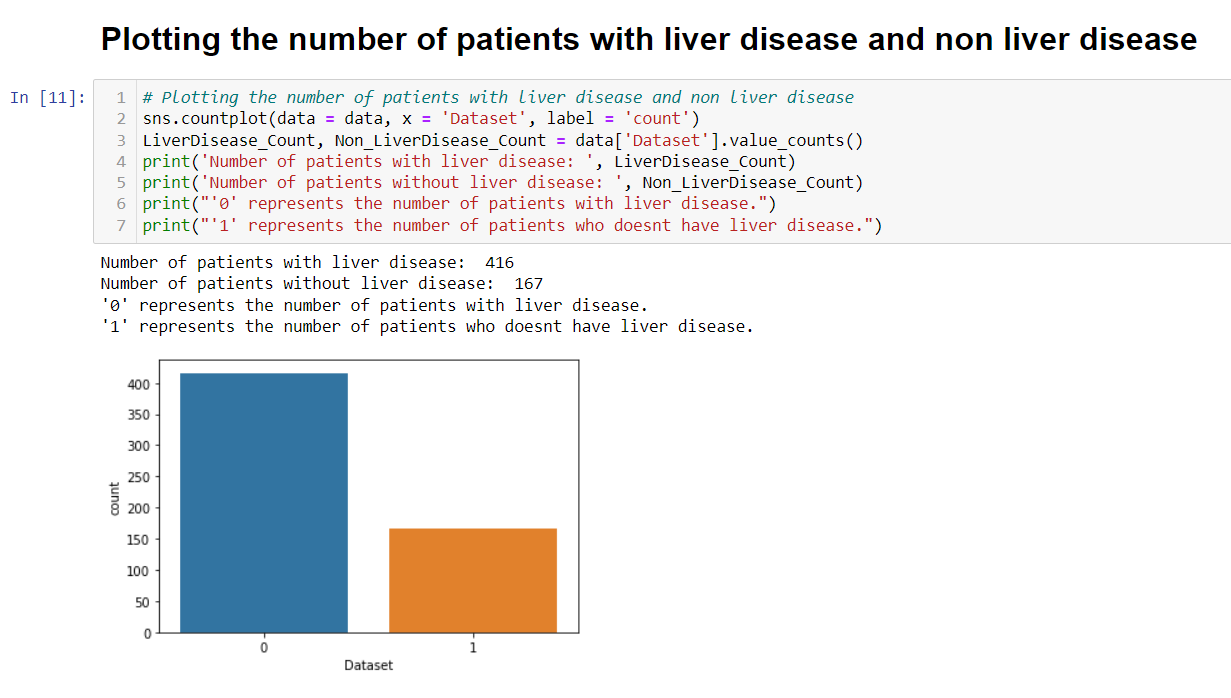 Plotting the number of patients with liver disease and non liver disease
In [11]:
1 # Plotting the number of patients with liver disease and non liver disease
2 sns.countplot(data = data, x = 'Dataset', label = 'count')
3 LiverDisease_Count, Non_LiverDisease_Count = data['Dataset'].value_counts()
4 print('Number of patients with liver disease: ', LiverDisease_Count)
5 print('Number of patients without liver disease: ', Non_LiverDisease_Count)
6 print("'0' represents the number of patients with liver disease.")
7 print("'1' represents the number of patients who doesnt have liver disease.")
Number of patients with liver disease:  416
Number of patients without liver disease:  167
'0' represents the number of patients with liver disease.
'1' represents the number of patients who doesnt have liver disease.
400
350
300
250
200
150
100
50
0
count
0 1
Dataset